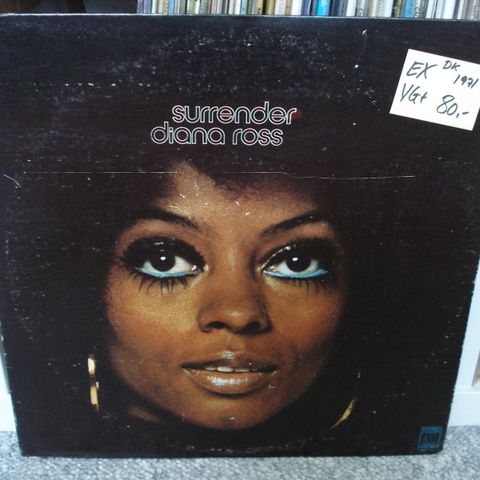 surrender
diana ross
EX DK 1971
VG+ 80.-